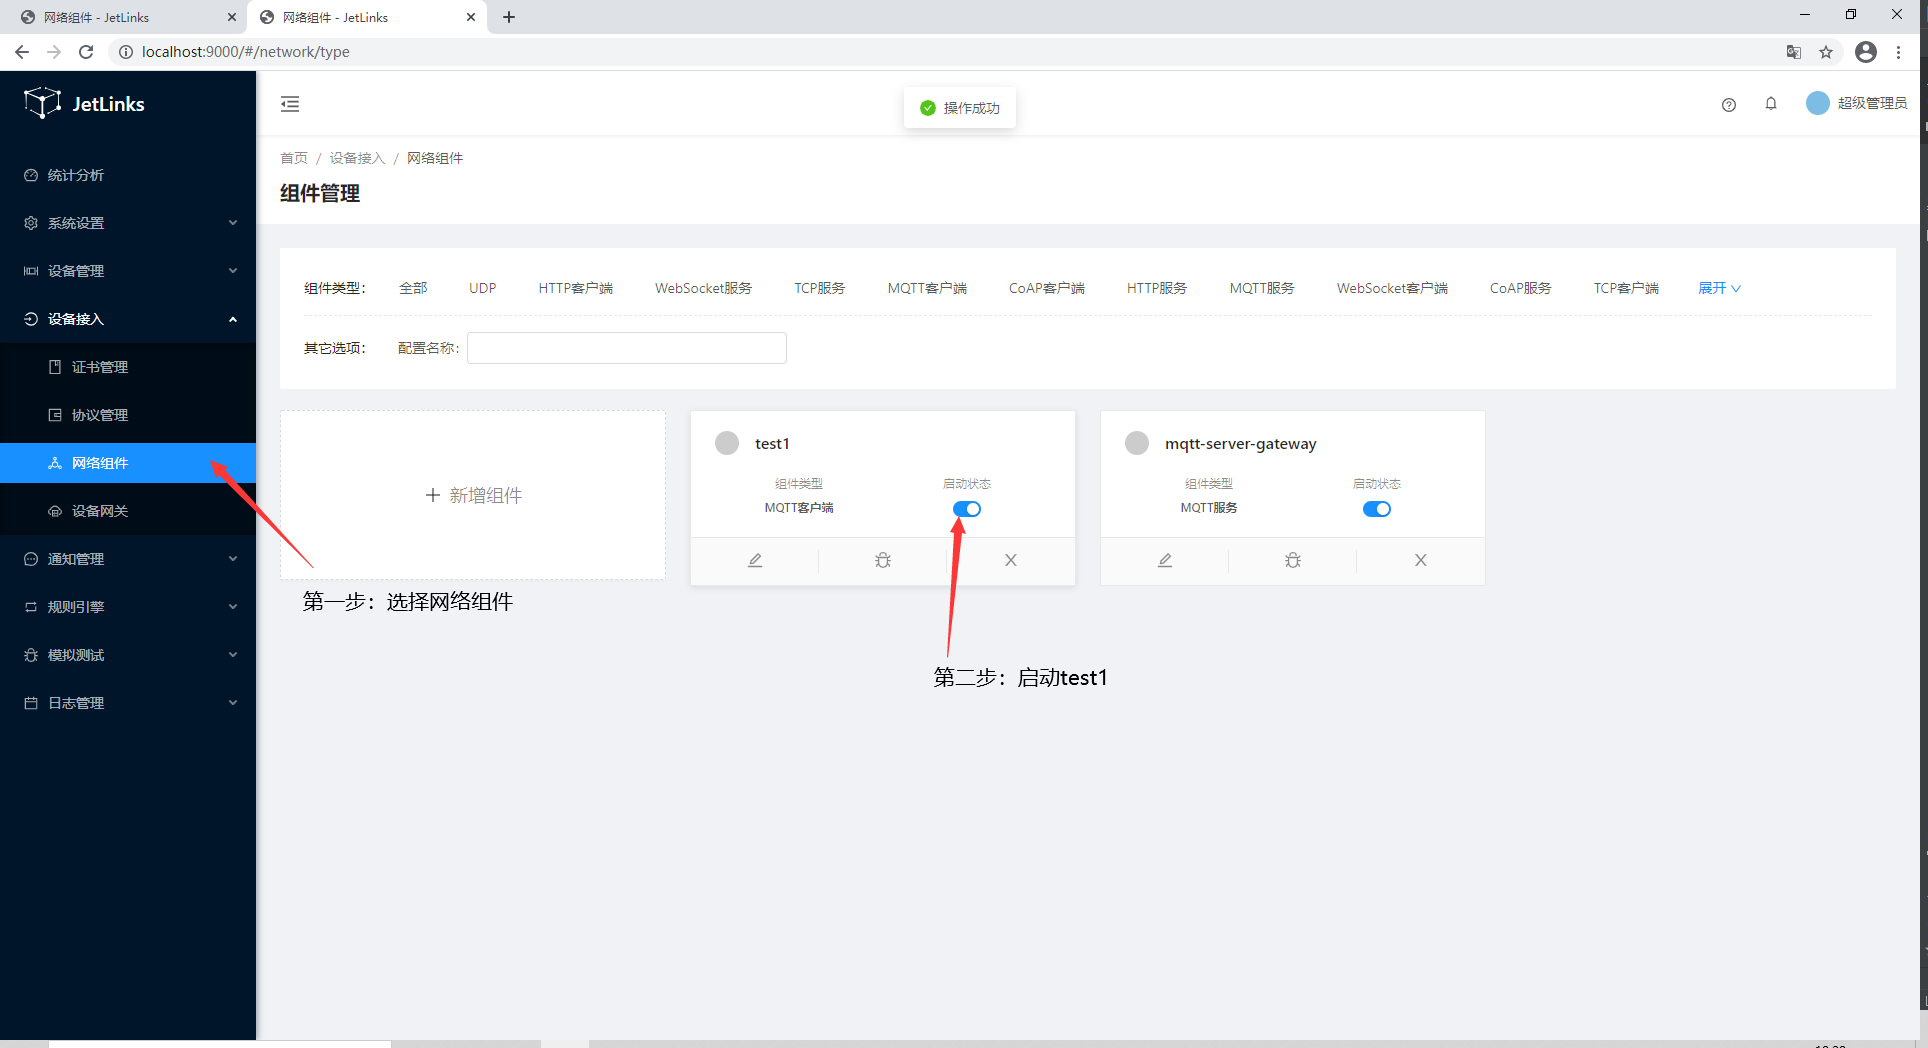 网络组件 - JetLinks
网络组件 - JetLinks
localhost:9000/#/network/type
JetLinks
操作成功
超级管理员
首页 / 设备接入 / 网络组件
组件管理
统计分析
系统设置
设备管理
设备接入
证书管理
协议管理
网络组件
设备网关
通知管理
规则引擎
模拟测试
日志管理
组件类型： 全部 UDP HTTP客户端 WebSocket服务 TCP服务 MQTT客户端 CoAP客户端 HTTP服务 MQTT服务 WebSocket客户端 CoAP服务 TCP客户端 展开
其它选项： 配置名称：
新增组件
test1
组件类型 启动状态
MQTT客户端
mqtt-server-gateway
组件类型 启动状态
MQTT服务
第一步：选择网络组件
第二步：启动test1